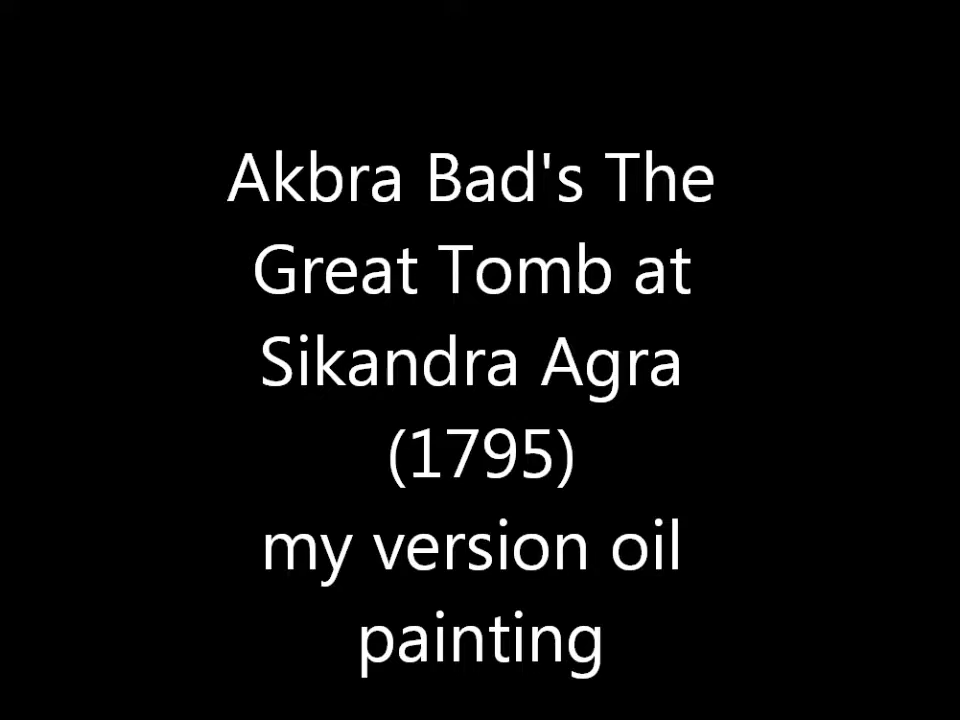 Akbra Bad's The
Great Tomb at
Sikandra Agra
(1795)
my version oil
painting